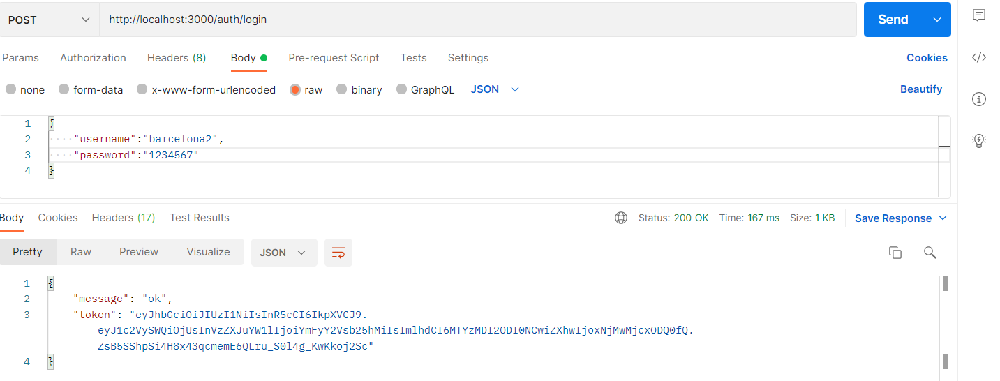 POST http://localhost:3000/auth/login Send
Params Authorization Headers (8) Body Pre-request Script Tests Settings Cookies
none form-data x-www-form-urlencoded raw binary GraphQL JSON Beautify
1 {
2 "username":"barcelona2",
3 "password":"1234567"
4 }
Body Cookies Headers (17) Test Results Status: 200 OK Time: 167 ms Size: 1 KB Save Response
Pretty Raw Preview Visualize JSON
1 {
2 "message": "ok",
3 "token": "eyJhbGciOiJIUzI1NiIsInR5cCI6IkpXVCJ9.
eyJ1c2VySWQiOjUsInVzZXJuYW1lIjoiYmFyY2Vsb25hMiIsImlhdCI6MTYzMDI2ODI0NCwiZXhwIjoxNjMwMjcxODQ0fQ.
ZsB5SShpSi4H8x43qcmemE6QLru_S0l4g_KwKkoj2Sc"
4 }